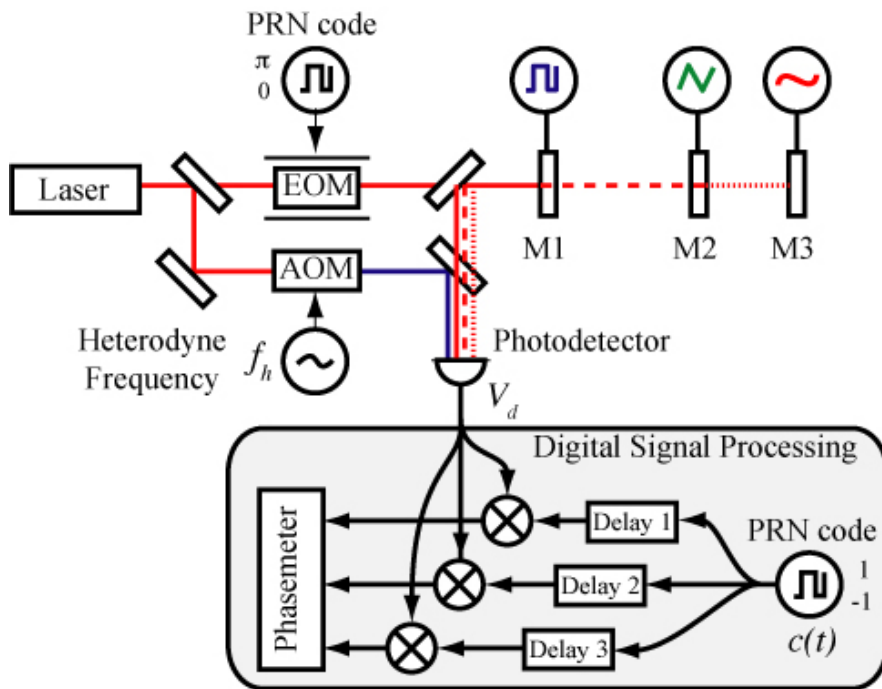 PRN code
π
0
Laser
EOM
AOM
M1
M2
M3
Heterodyne
Frequency
f_h
Photodetector
V_d
Digital Signal Processing
Phasemeter
Delay 1
Delay 2
Delay 3
PRN code
1
-1
c(t)